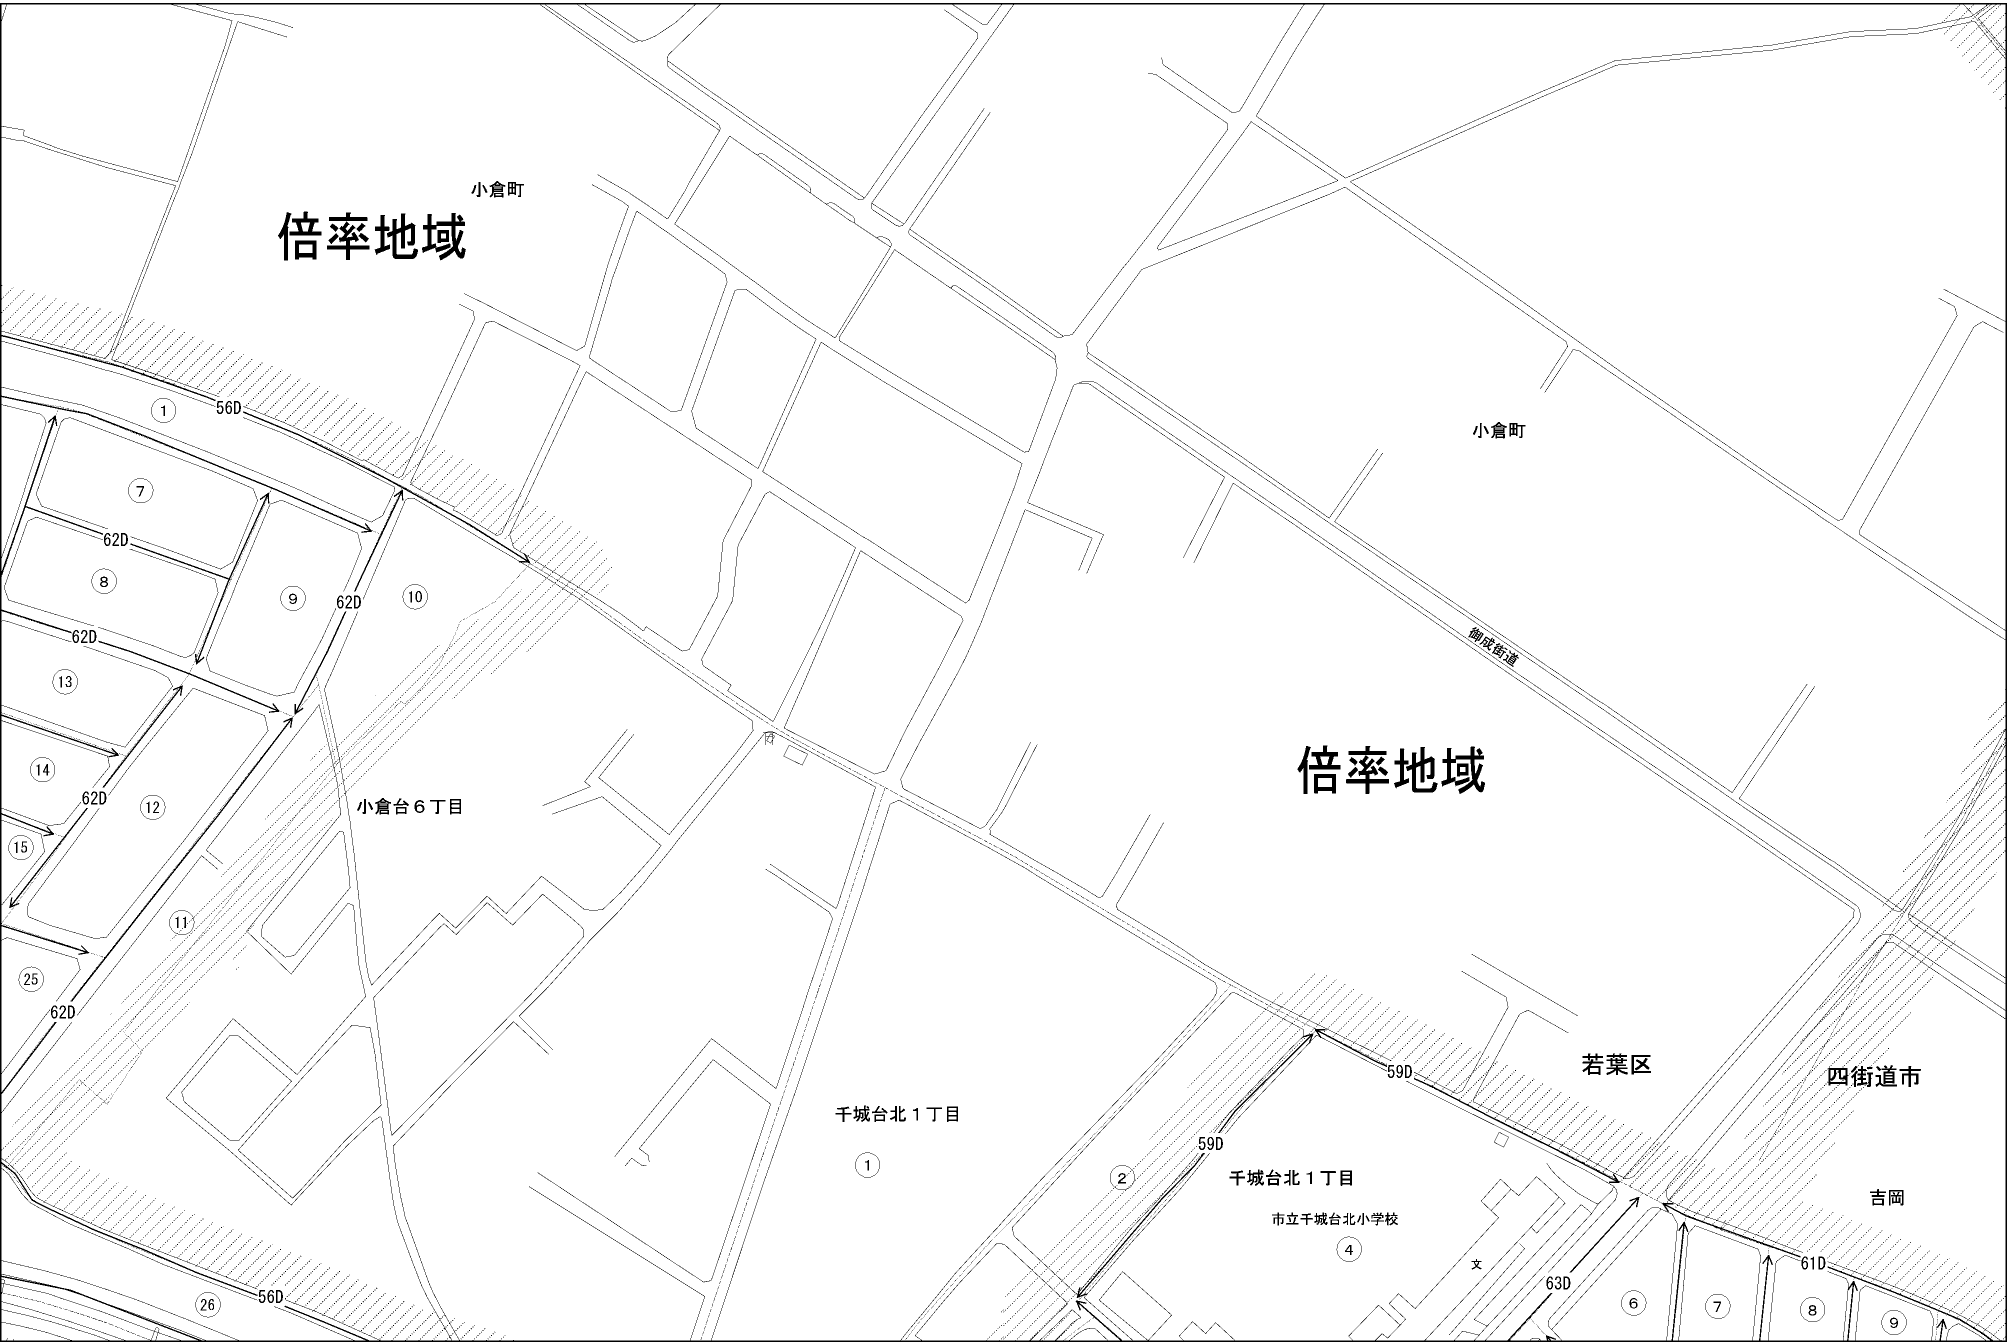 小倉町
倍率地域
1
56D
小倉町
7
62D
8
9
62D
10
62D
御成街道
13
14
倍率地域
62D
12
小倉台６丁目
15
11
25
62D
若葉区
59D
四街道市
千城台北１丁目
59D
1
2
千城台北１丁目
吉岡
市立千城台北小学校
4
文
61D
63D
56D
26
6
7
8
9